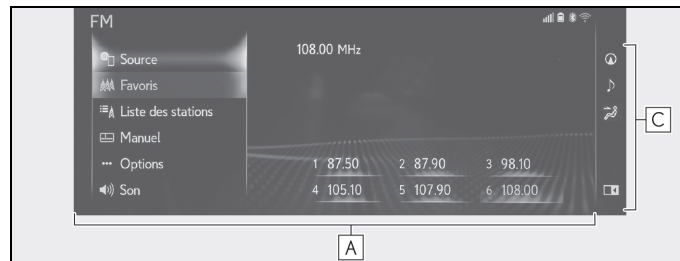 FM
108.00 MHz
Source
Favoris
Liste des stations
Manuel
Options
Son
1 87.50 2 87.90 3 98.10
4 105.10 5 107.90 6 108.00
A
C